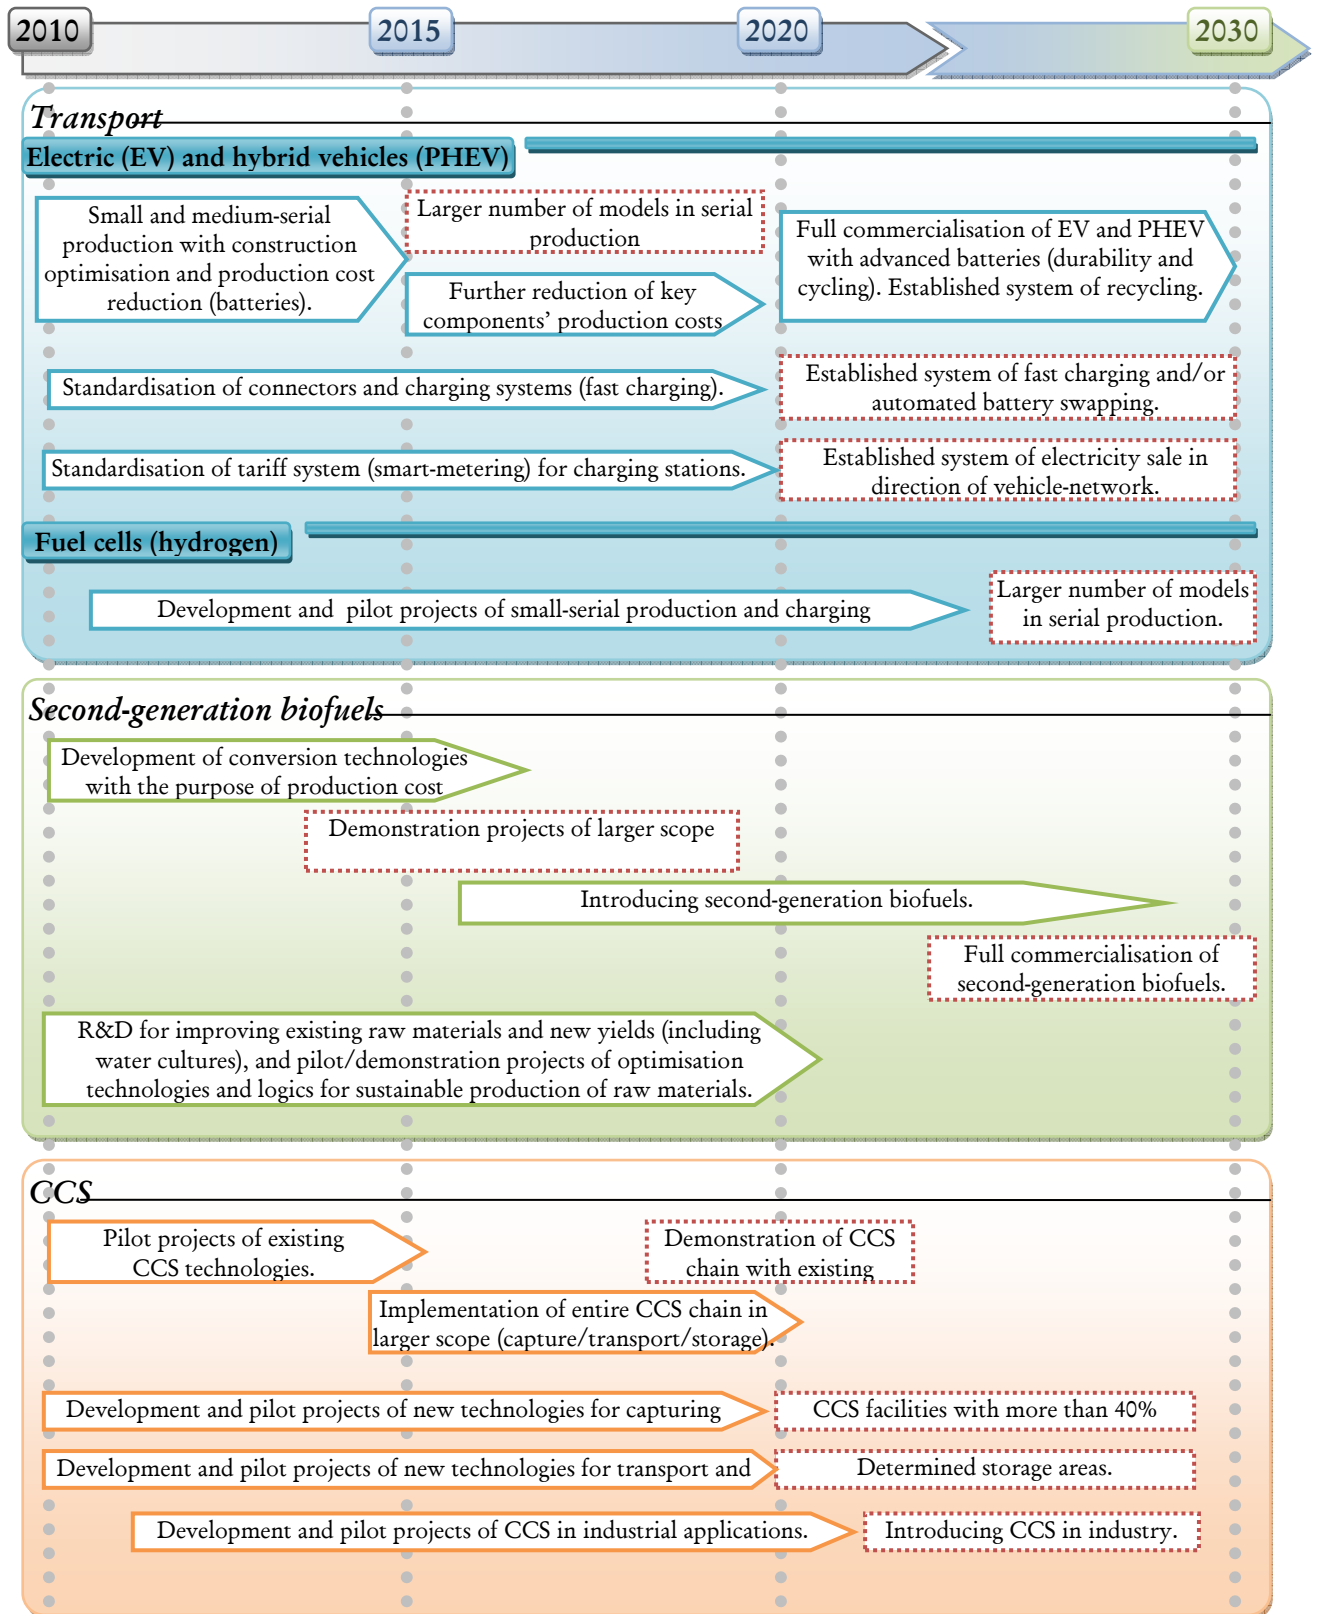 2010
2015
2020
2030
Transport
Electric (EV) and hybrid vehicles (PHEV)
Small and medium-serial
production with construction
optimisation and production cost
reduction (batteries).
Larger number of models in serial
production
Further reduction of key
components’ production costs
Full commercialisation of EV and PHEV
with advanced batteries (durability and
cycling). Established system of recycling.
Standardisation of connectors and charging systems (fast charging).
Established system of fast charging and/or
automated battery swapping.
Standardisation of tariff system (smart-metering) for charging stations.
Established system of electricity sale in
direction of vehicle-network.
Fuel cells (hydrogen)
Development and pilot projects of small-serial production and charging
Larger number of models
in serial production.
Second-generation biofuels
Development of conversion technologies
with the purpose of production cost
Demonstration projects of larger scope
Introducing second-generation biofuels.
Full commercialisation of
second-generation biofuels.
R&D for improving existing raw materials and new yields (including
water cultures), and pilot/demonstration projects of optimisation
technologies and logics for sustainable production of raw materials.
CCS
Pilot projects of existing
CCS technologies.
Demonstration of CCS
chain with existing
Implementation of entire CCS chain in
larger scope (capture/transport/storage).
Development and pilot projects of new technologies for capturing
CCS facilities with more than 40%
Development and pilot projects of new technologies for transport and
Determined storage areas.
Development and pilot projects of CCS in industrial applications.
Introducing CCS in industry.